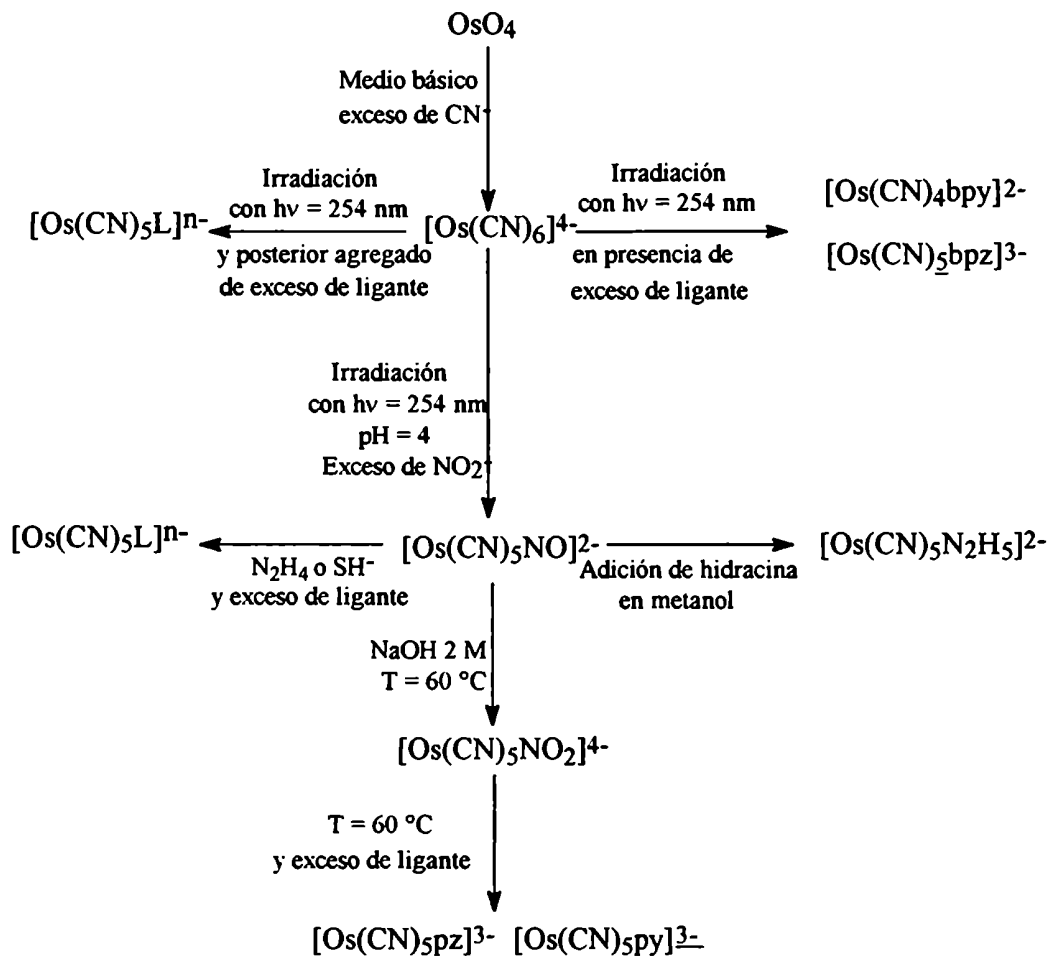 OsO4
Medio básico
exceso de CN-
Irradiación
con hν = 254 nm
y posterior agregado
de exceso de ligante
[Os(CN)5L]n-
[Os(CN)6]4-
Irradiación
con hν = 254 nm
en presencia de
exceso de ligante
[Os(CN)4bpy]2-
[Os(CN)5bpz]3-
Irradiación
con hν = 254 nm
pH = 4
Exceso de NO2-
[Os(CN)5L]n-
N2H4 o SH-
y exceso de ligante
[Os(CN)5NO]2-
Adición de hidracina
en metanol
[Os(CN)5N2H5]2-
NaOH 2 M
T = 60 °C
[Os(CN)5NO2]4-
T = 60 °C
y exceso de ligante
[Os(CN)5pz]3- [Os(CN)5py]3-